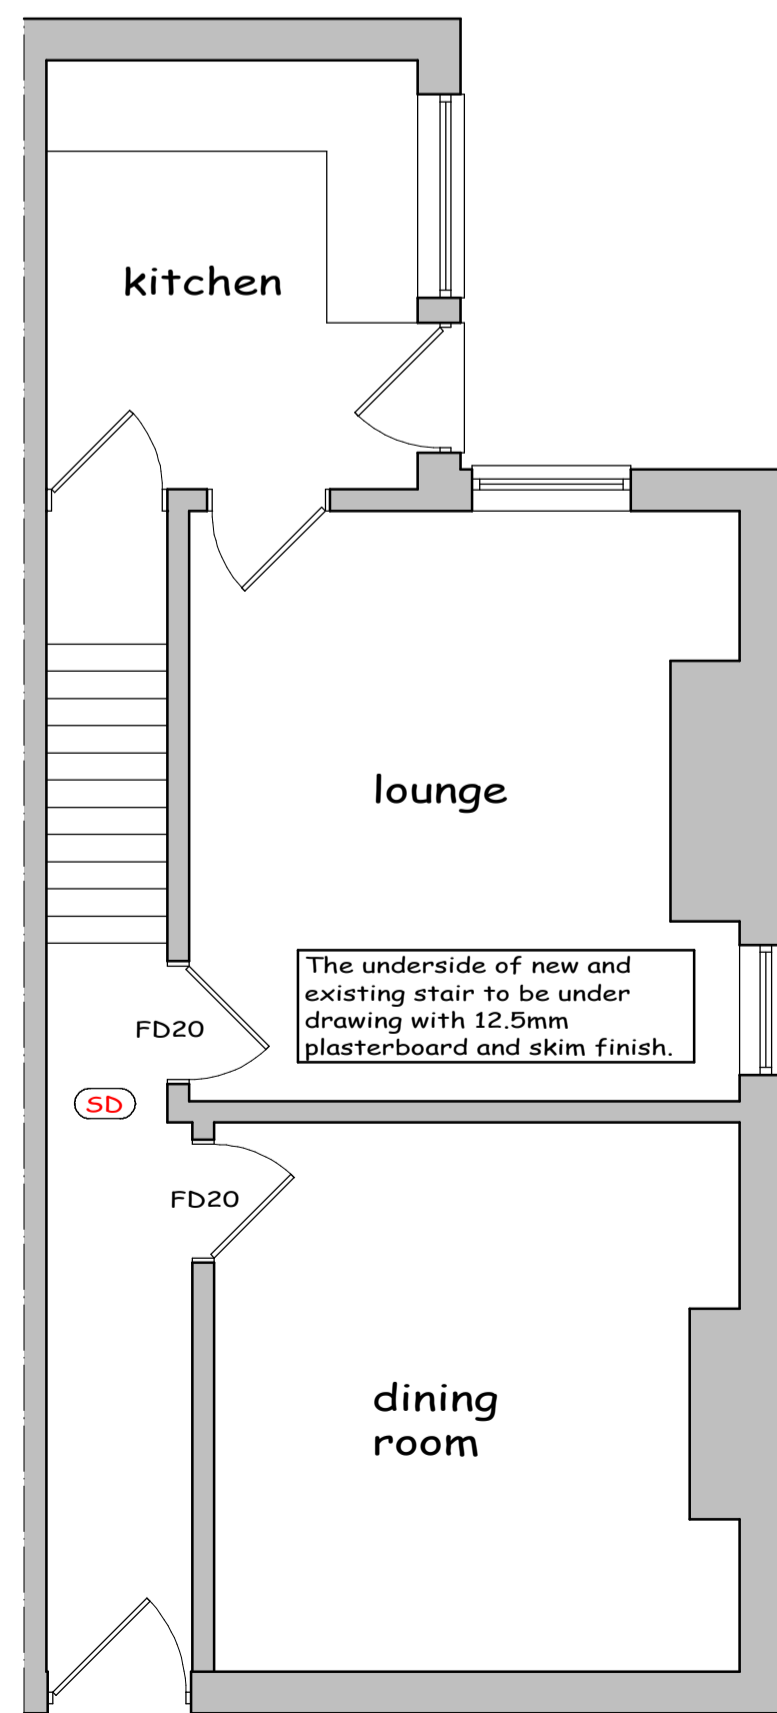 kitchen
lounge
The underside of new and
existing stair to be under
drawing with 12.5mm
plasterboard and skim finish.
FD20
SD
FD20
dining
room